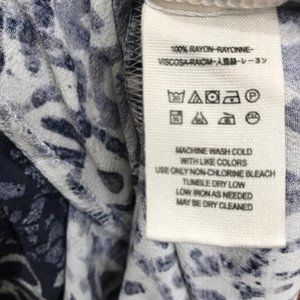 100% RAYON-RAYONNE-
VISCOSA-RAIOM-人造絲-レーヨン
MACHINE WASH COLD
WITH LIKE COLORS
USE ONLY NON-CHLORINE BLEACH
TUMBLE DRY LOW
LOW IRON AS NEEDED
MAY BE DRY CLEANED